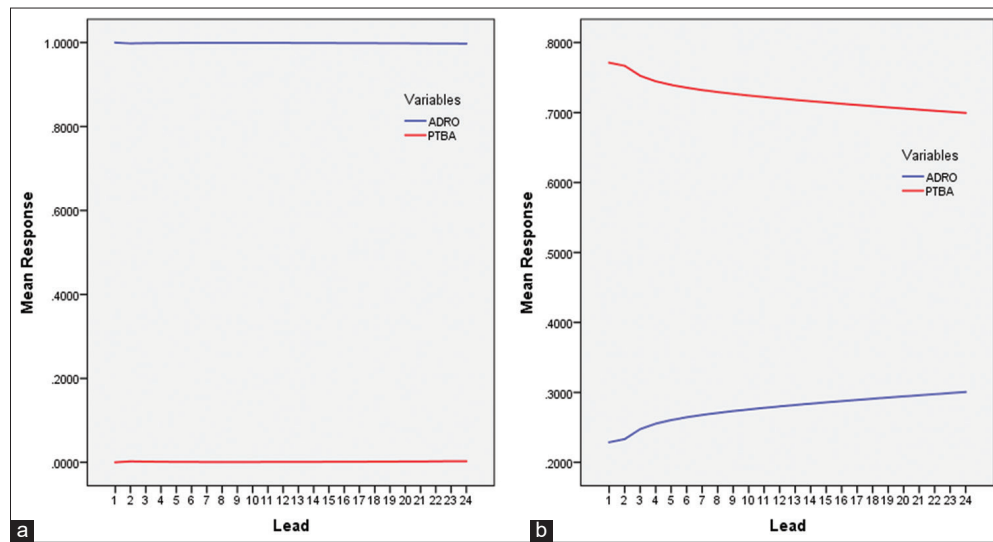 1.0000
.8000
.6000
.4000
.2000
.0000
Mean Response
Variables
ADRO
PTBA
1 2 3 4 5 6 7 8 9 10 11 12 13 14 15 16 17 18 19 20 21 22 23 24
Lead
a
.8000
.7000
.6000
.5000
.4000
.3000
.2000
Mean Response
Variables
ADRO
PTBA
1 2 3 4 5 6 7 8 9 10 11 12 13 14 15 16 17 18 19 20 21 22 23 24
Lead
b